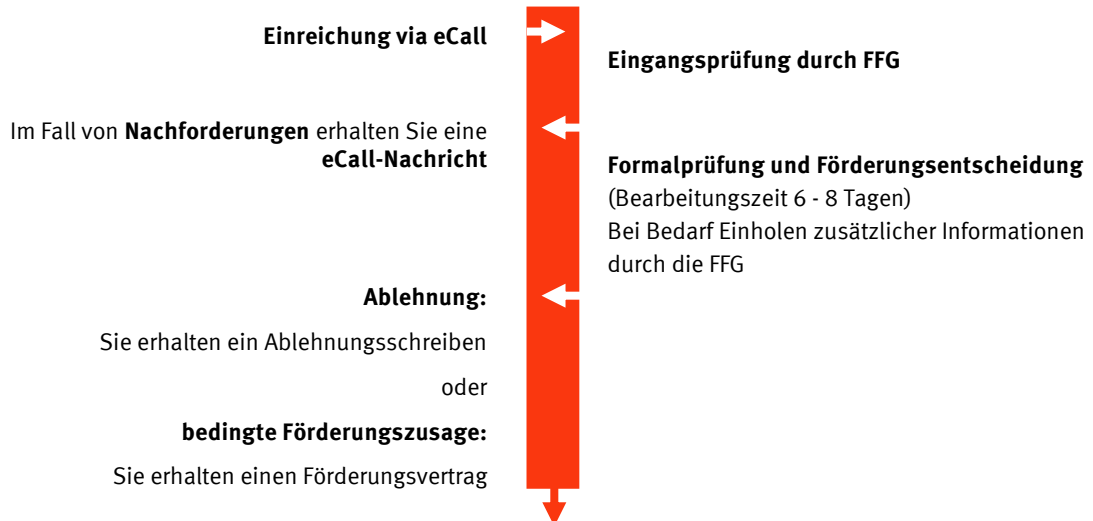 Einreichung via eCall
Eingangsprüfung durch FFG
Im Fall von Nachforderungen erhalten Sie eine
eCall-Nachricht
Formalprüfung und Förderungsentscheidung
(Bearbeitungszeit 6 - 8 Tagen)
Bei Bedarf Einholen zusätzlicher Informationen
durch die FFG
Ablehnung:
Sie erhalten ein Ablehnungsschreiben
oder
bedingte Förderungszusage:
Sie erhalten einen Förderungsvertrag